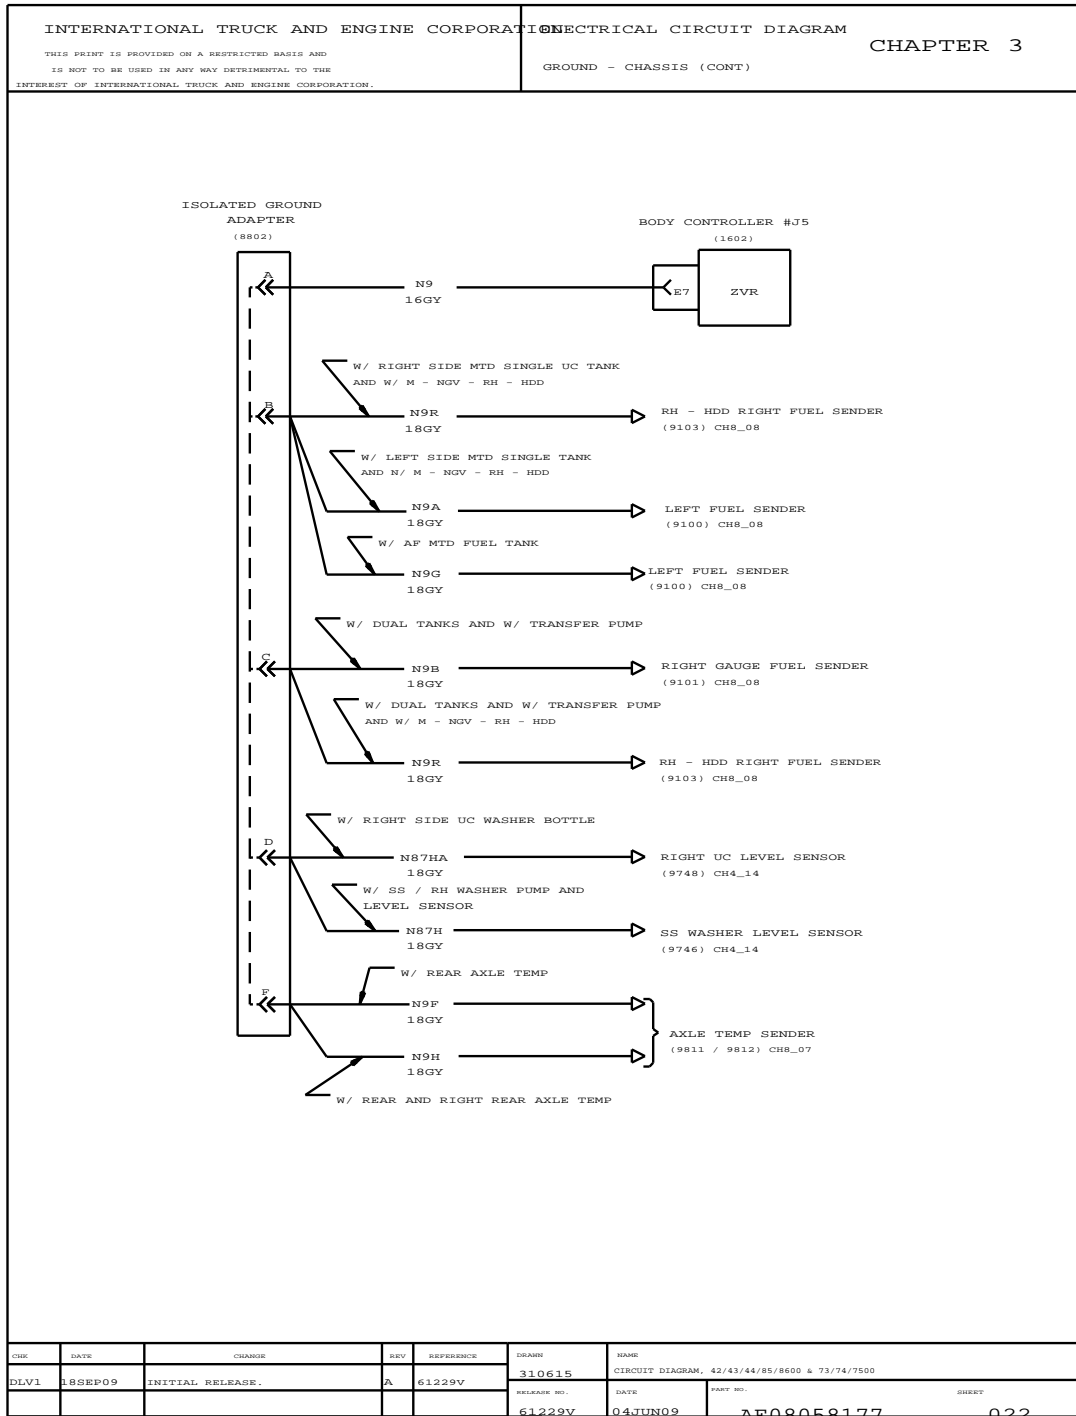 INTERNATIONAL TRUCK AND ENGINE CORPORATION
THIS PRINT IS PROVIDED ON A RESTRICTED BASIS AND
IS NOT TO BE USED IN ANY WAY DETRIMENTAL TO THE
INTEREST OF INTERNATIONAL TRUCK AND ENGINE CORPORATION.
ELECTRICAL CIRCUIT DIAGRAM
GROUND - CHASSIS (CONT)
CHAPTER 3
ISOLATED GROUND
ADAPTER
(8802)
BODY CONTROLLER #J5
(1602)
A
N9
16GY
E7
ZVR
W/ RIGHT SIDE MTD SINGLE UC TANK
AND W/ M - NGV - RH - HDD
B
N9R
18GY
RH - HDD RIGHT FUEL SENDER
(9103) CH8_08
W/ LEFT SIDE MTD SINGLE TANK
AND N/ M - NGV - RH - HDD
N9A
18GY
LEFT FUEL SENDER
(9100) CH8_08
W/ AF MTD FUEL TANK
N9G
18GY
LEFT FUEL SENDER
(9100) CH8_08
W/ DUAL TANKS AND W/ TRANSFER PUMP
C
N9B
18GY
RIGHT GAUGE FUEL SENDER
(9101) CH8_08
W/ DUAL TANKS AND W/ TRANSFER PUMP
AND W/ M - NGV - RH - HDD
N9R
18GY
RH - HDD RIGHT FUEL SENDER
(9103) CH8_08
W/ RIGHT SIDE UC WASHER BOTTLE
D
N87HA
18GY
RIGHT UC LEVEL SENSOR
(9748) CH4_14
W/ SS / RH WASHER PUMP AND
LEVEL SENSOR
N87H
18GY
SS WASHER LEVEL SENSOR
(9746) CH4_14
W/ REAR AXLE TEMP
F
N9F
18GY
AXLE TEMP SENDER
(9811 / 9812) CH8_07
N9H
18GY
W/ REAR AND RIGHT REAR AXLE TEMP
CHK DATE CHANGE REV REFERENCE
DLV1 18SEP09 INITIAL RELEASE. A 61229V
DRAWN
310615
NAME
CIRCUIT DIAGRAM, 42/43/44/85/8600 & 73/74/7500
RELEASE NO.
61229V
DATE
04JUN09
PART NO.
AE08058177
SHEET
022